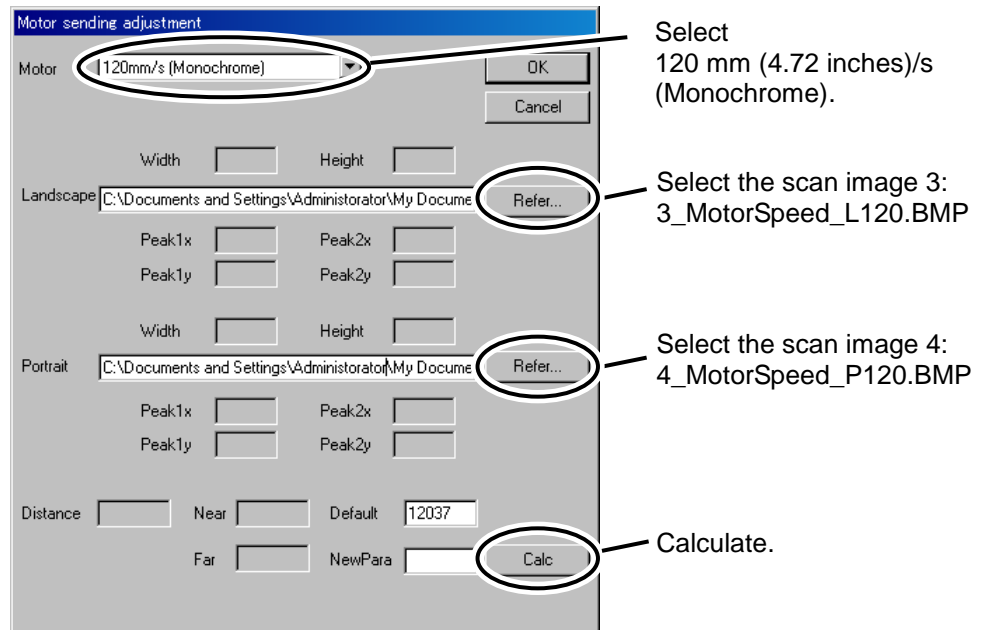 Motor sending adjustment
Select
120 mm (4.72 inches)/s
(Monochrome).
Motor 120mm/s (Monochrome) OK
Cancel
Width Height
Landscape C:\Documents and Settings\Administorator\My Docume Refer...
Select the scan image 3:
3_MotorSpeed_L120.BMP
Peak1x Peak2x
Peak1y Peak2y
Width Height
Portrait C:\Documents and Settings\Administorator\My Docume Refer...
Select the scan image 4:
4_MotorSpeed_P120.BMP
Peak1x Peak2x
Peak1y Peak2y
Distance Near Default 12037
Far NewPara Calc
Calculate.